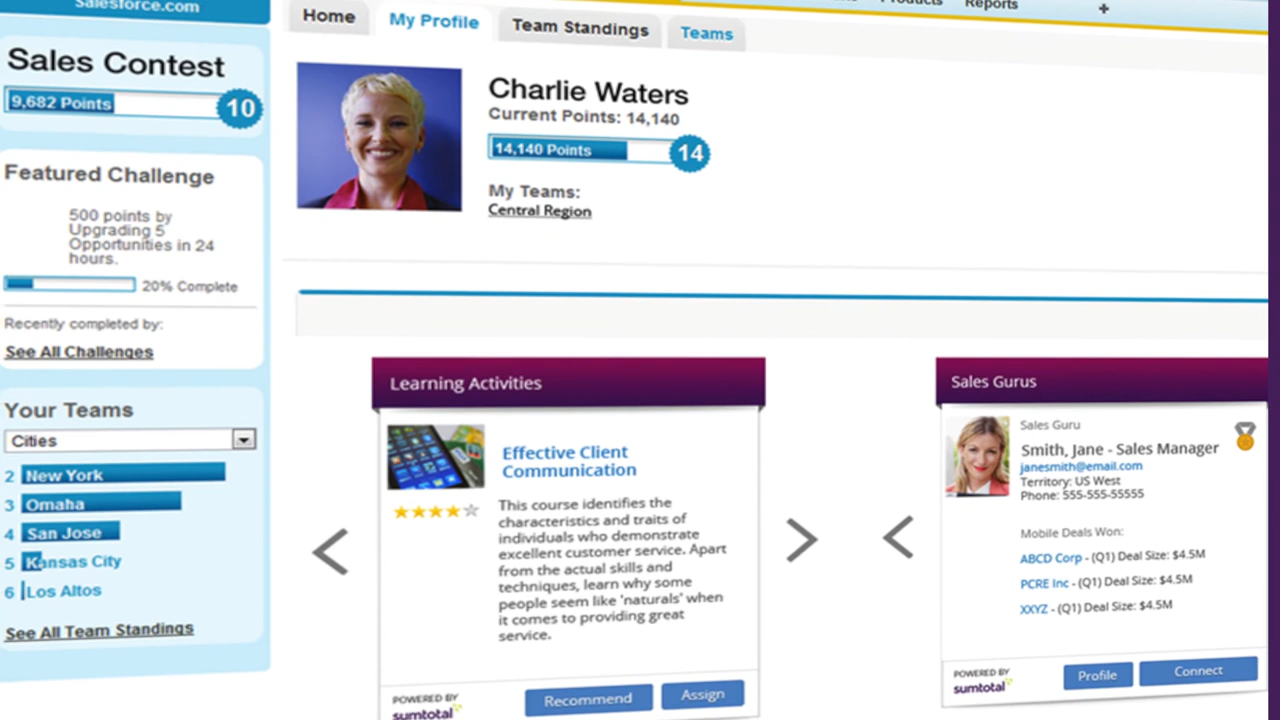 Salesforce.com
Sales Contest
9,682 Points
10
Featured Challenge
500 points by
Upgrading 5
Opportunities in 24
hours.
20% Complete
Recently completed by:
See All Challenges
Your Teams
Cities
2 New York
3 Omaha
4 San Jose
5 Kansas City
6 Los Altos
See All Team Standings
Products
Reports
+
Home
My Profile
Team Standings
Teams
Charlie Waters
Current Points: 14,140
14,140 Points
14
My Teams:
Central Region
Learning Activities
Effective Client
Communication
This course identifies the
characteristics and traits of
individuals who demonstrate
excellent customer service. Apart
from the actual skills and
techniques, learn why some
people seem like 'naturals' when
it comes to providing great
service.
POWERED BY
sumtotal
Recommend
Assign
Sales Gurus
Sales Guru
Smith, Jane - Sales Manager
janesmith@email.com
Territory: US West
Phone: 555-555-55555
Mobile Deals Won:
ABCD Corp - (Q1) Deal Size: $4.5M
PCRE Inc - (Q1) Deal Size: $4.5M
XXYZ - (Q1) Deal Size: $4.5M
POWERED BY
sumtotal
Profile
Connect